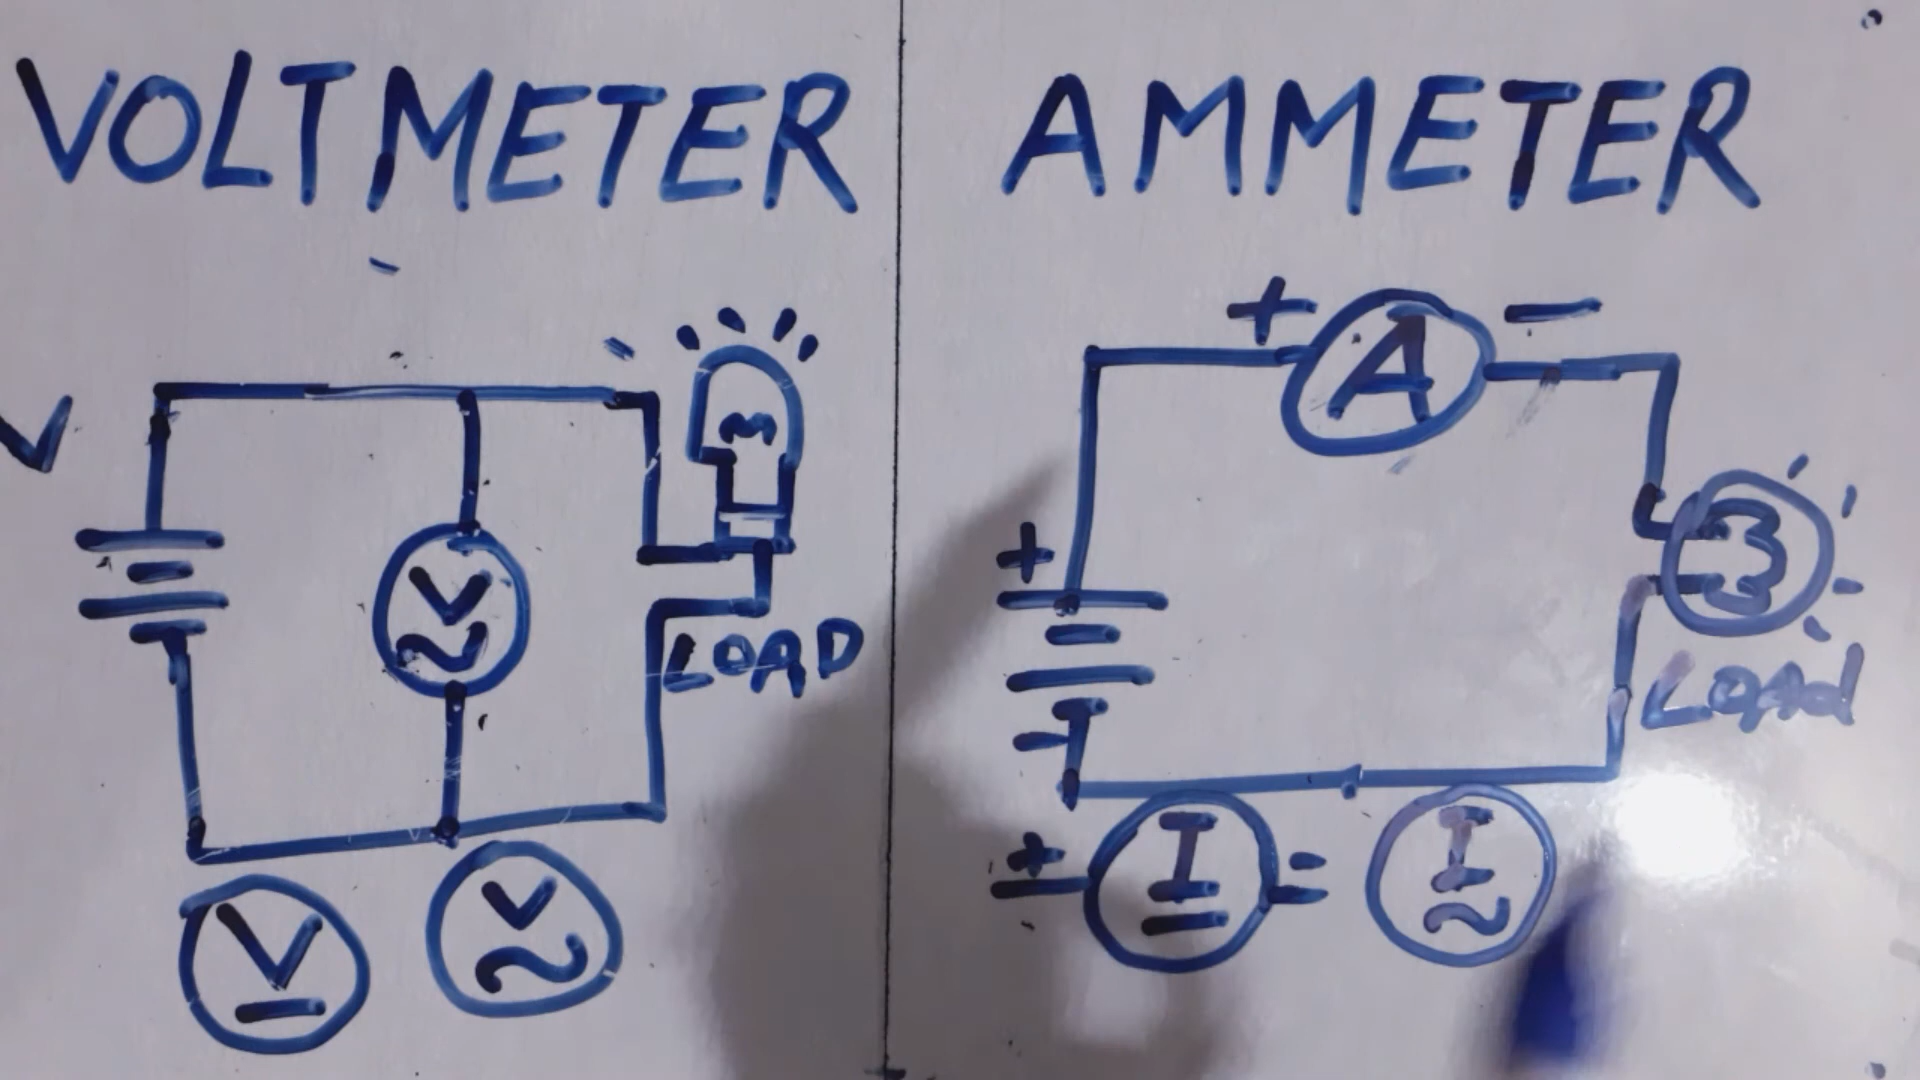 VOLTMETER
V
V
~
LOAD
V
–
V
~
AMMETER
+ A –
+
–
Load
+ I –
–
I
~